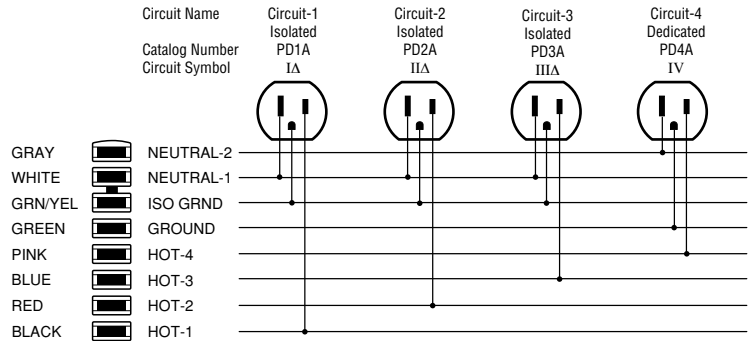 Circuit Name Circuit-1 Circuit-2 Circuit-3 Circuit-4
Isolated Isolated Isolated Dedicated
Catalog Number PD1A PD2A PD3A PD4A
Circuit Symbol IΔ IIΔ IIIΔ IV
GRAY NEUTRAL-2
WHITE NEUTRAL-1
GRN/YEL ISO GRND
GREEN GROUND
PINK HOT-4
BLUE HOT-3
RED HOT-2
BLACK HOT-1